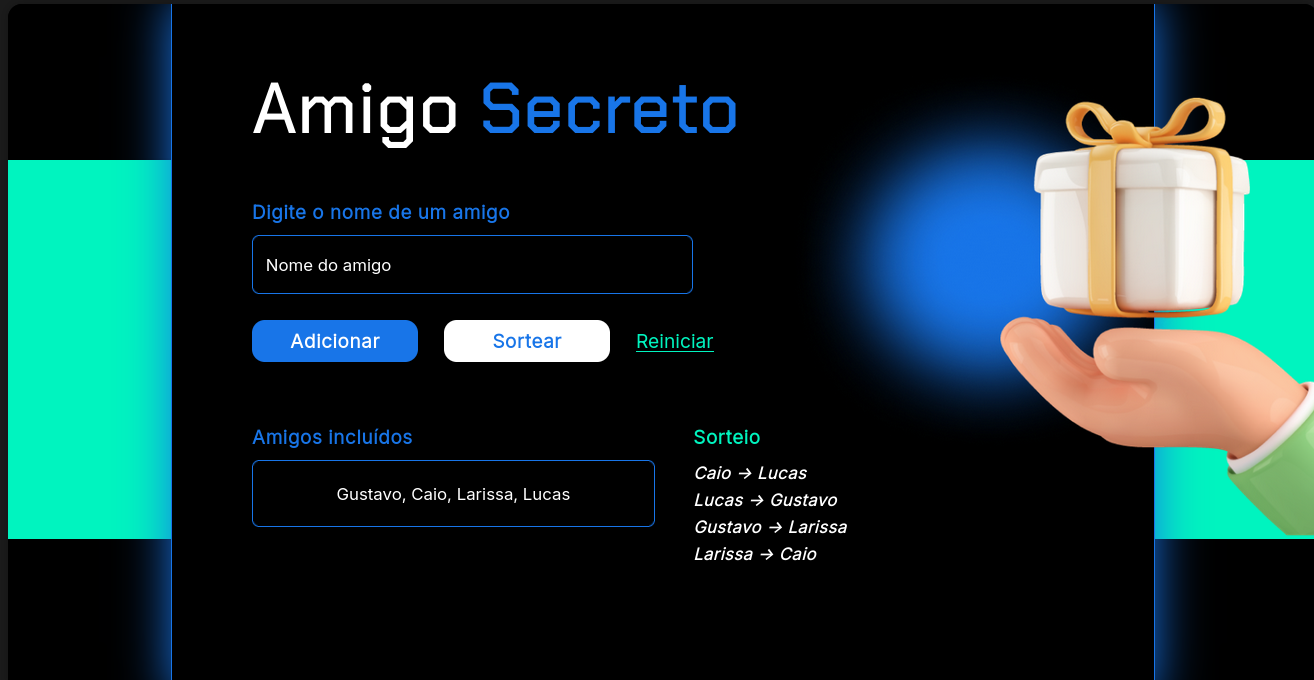 Amigo Secreto
Digite o nome de um amigo
Nome do amigo
Adicionar
Sortear
Reiniciar
Amigos incluídos
Gustavo, Caio, Larissa, Lucas
Sorteio
Caio → Lucas
Lucas → Gustavo
Gustavo → Larissa
Larissa → Caio